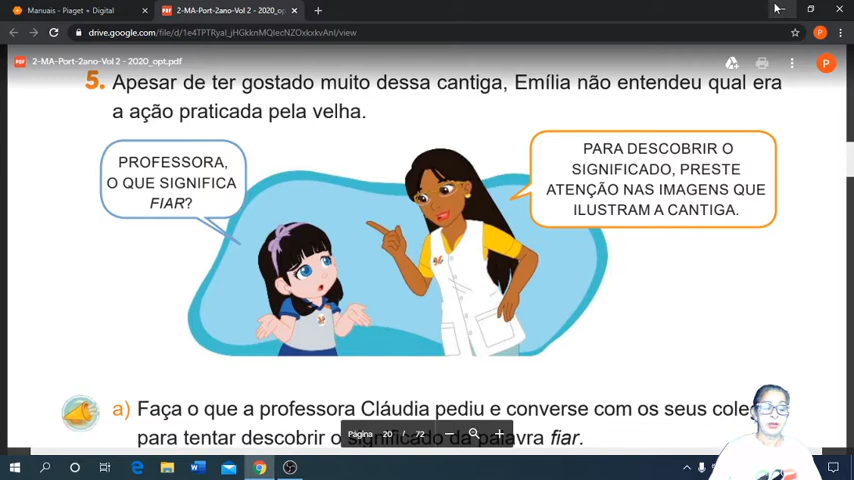 Manuais - Piaget + Digital
2-MA-Port-2ano-Vol 2 - 2020_op
drive.google.com/file/d/1e4TPTRyal_jHGkknMQlecNZOxkxkvAnI/view
2-MA-Port-2ano-Vol 2 - 2020_opt.pdf
P
P
5. Apesar de ter gostado muito dessa cantiga, Emília não entendeu qual era
a ação praticada pela velha.
PROFESSORA,
O QUE SIGNIFICA
FIAR?
PARA DESCOBRIR O
SIGNIFICADO, PRESTE
ATENÇÃO NAS IMAGENS QUE
ILUSTRAM A CANTIGA.
a) Faça o que a professora Cláudia pediu e converse com os seus coleg
para tentar descobrir o significado da palavra fiar.
Página 20 / 72